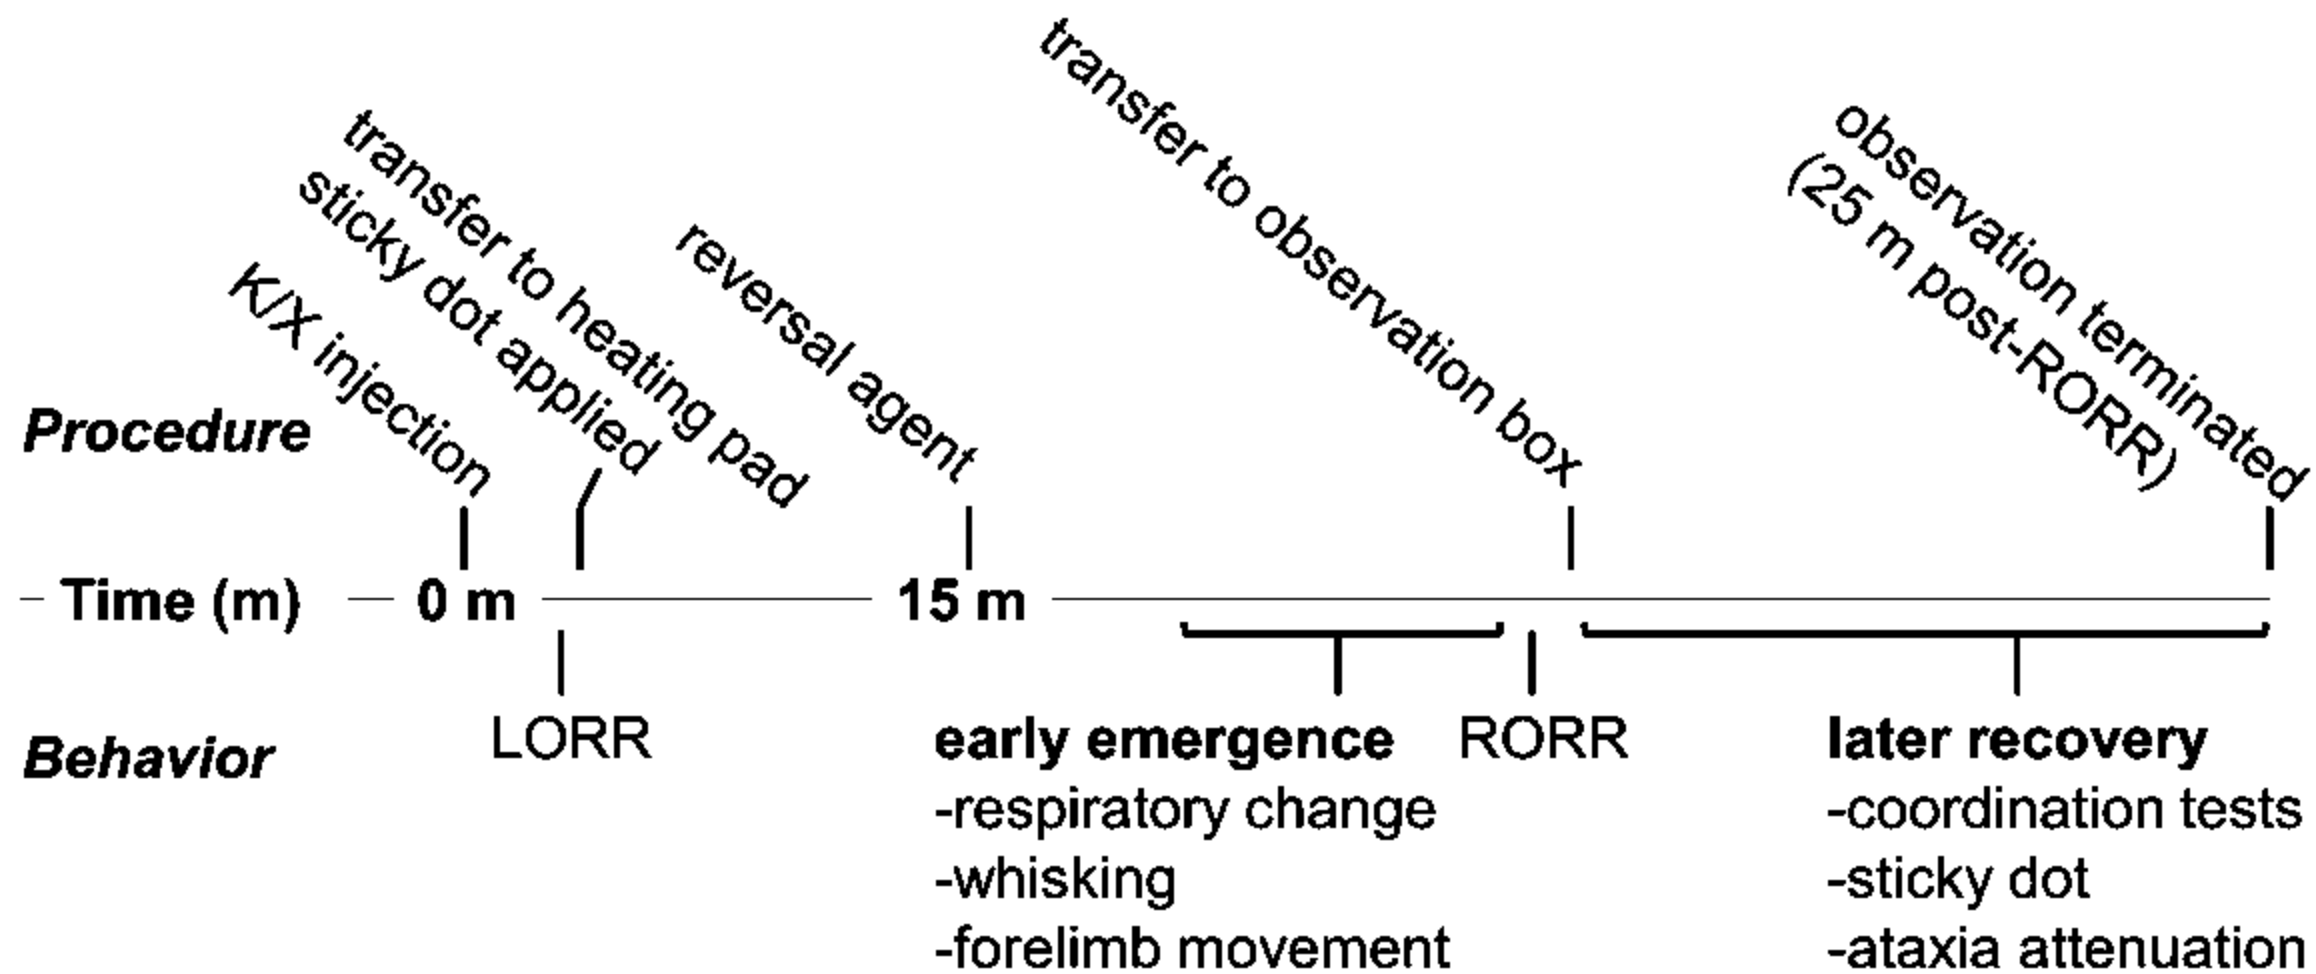 Procedure
K/X injection
sticky dot applied
transfer to heating pad
reversal agent
transfer to observation box
observation terminated
(25 m post-RORR)
Time (m)
0 m
15 m
Behavior
LORR
early emergence
-respiratory change
-whisking
-forelimb movement
RORR
later recovery
-coordination tests
-sticky dot
-ataxia attenuation